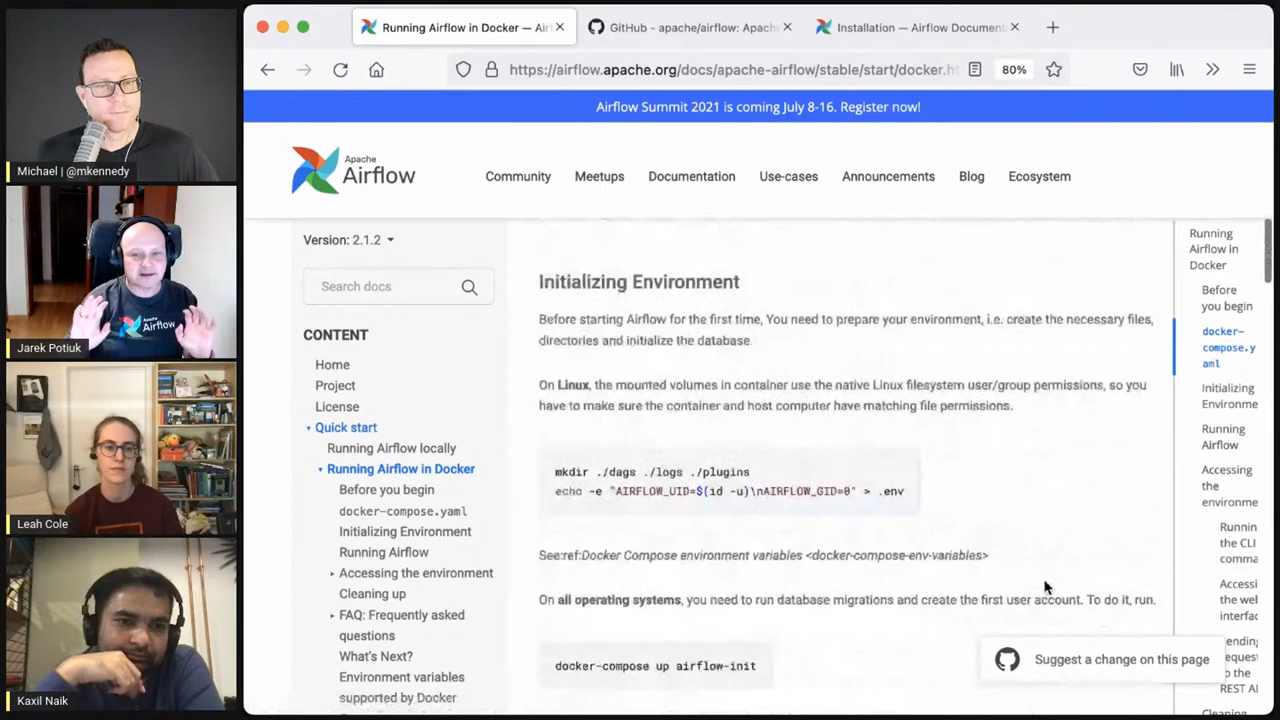 Michael | @mkennedy
Apache
Airflow
Jarek Potiuk
Leah Cole
Kaxil Naik
Running Airflow in Docker — Air
GitHub - apache/airflow: Apache
Installation — Airflow Document
https://airflow.apache.org/docs/apache-airflow/stable/start/docker.h
80%
Airflow Summit 2021 is coming July 8-16. Register now!
Apache
Airflow
Community
Meetups
Documentation
Use-cases
Announcements
Blog
Ecosystem
Version: 2.1.2
Search docs
CONTENT
Home
Project
License
Quick start
Running Airflow locally
Running Airflow in Docker
Before you begin
docker-compose.yaml
Initializing Environment
Running Airflow
Accessing the environment
Cleaning up
FAQ: Frequently asked
questions
What's Next?
Environment variables
supported by Docker
Initializing Environment
Before starting Airflow for the first time, You need to prepare your environment, i.e. create the necessary files,
directories and initialize the database.
On Linux, the mounted volumes in container use the native Linux filesystem user/group permissions, so you
have to make sure the container and host computer have matching file permissions.
mkdir ./dags ./logs ./plugins
echo -e "AIRFLOW_UID=$(id -u)\nAIRFLOW_GID=0" > .env
See:ref:Docker Compose environment variables <docker-compose-env-variables>
On all operating systems, you need to run database migrations and create the first user account. To do it, run.
docker-compose up airflow-init
Suggest a change on this page
Running
Airflow in
Docker
Before
you begin
docker-
compose.y
aml
Initializing
Environme
Running
Airflow
Accessing
the
environme
Runnin
the CLI
comma
Accessi
the web
interfac
ending
eques
o the
REST A